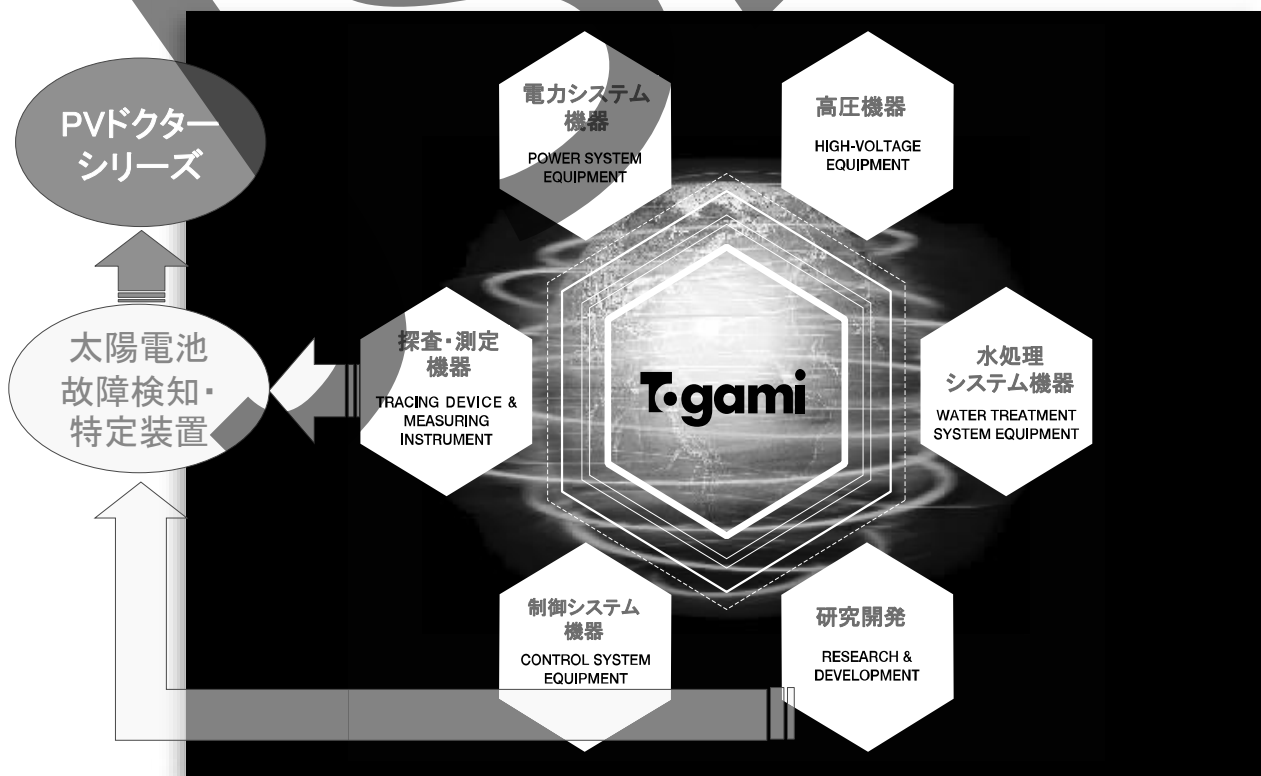 PVドクター
シリーズ
太陽電池
故障検知・
特定装置
電力システム
機器
POWER SYSTEM
EQUIPMENT
高圧機器
HIGH-VOLTAGE
EQUIPMENT
探査・測定
機器
TRACING DEVICE &
MEASURING
INSTRUMENT
Togami
水処理
システム機器
WATER TREATMENT
SYSTEM EQUIPMENT
制御システム
機器
CONTROL SYSTEM
EQUIPMENT
研究開発
RESEARCH &
DEVELOPMENT